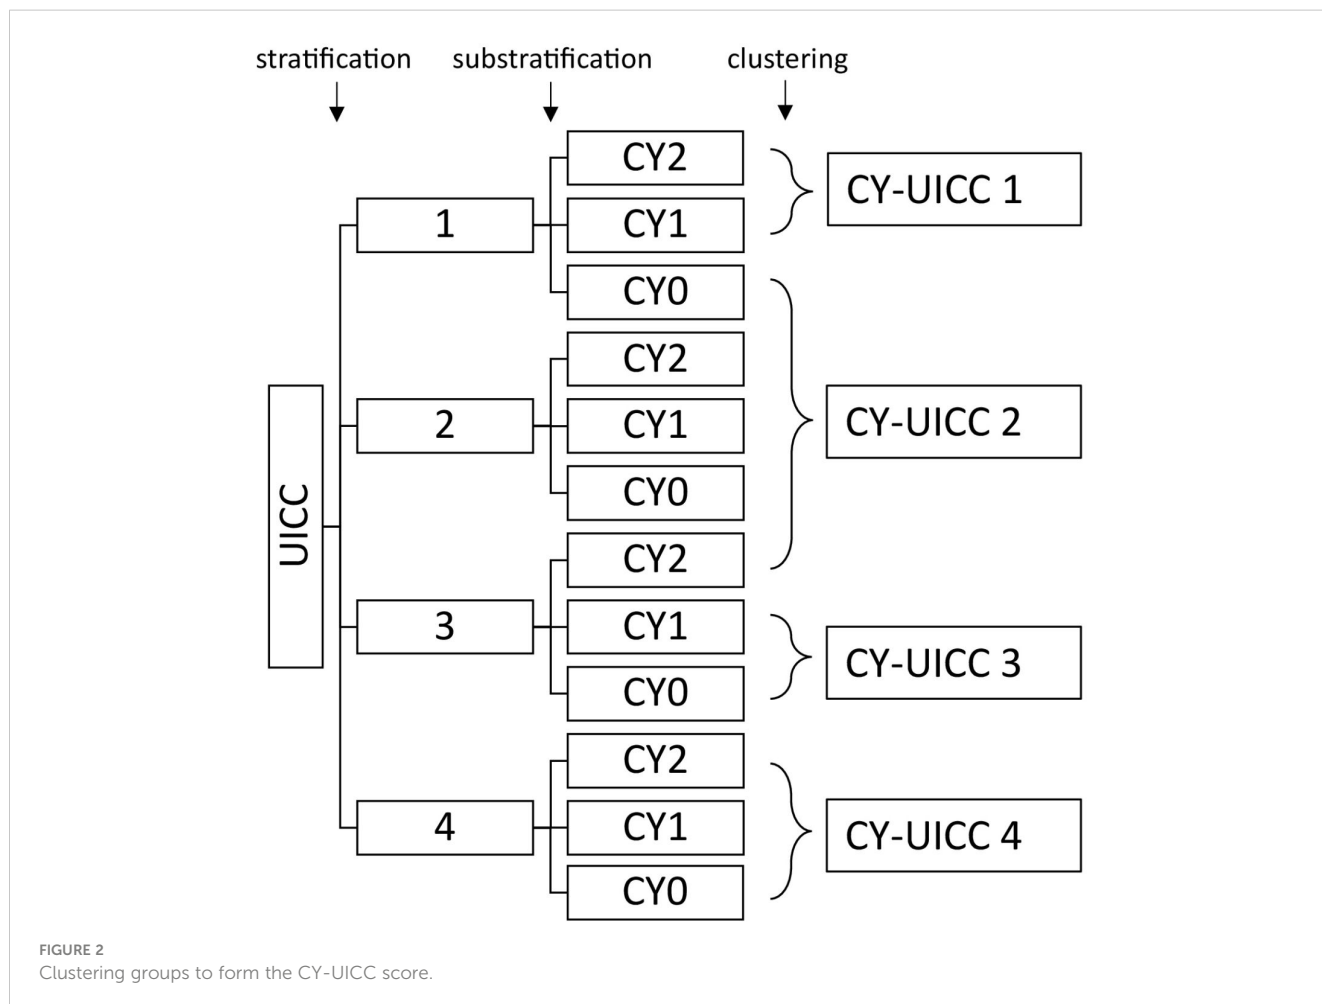 stratification substratification clustering
CY2
CY-UICC 1
1
CY1
CY0
CY2
2
CY1
CY-UICC 2
CY0
UICC
CY2
3
CY1
CY-UICC 3
CY0
CY2
4
CY1
CY-UICC 4
CY0
FIGURE 2
Clustering groups to form the CY-UICC score.